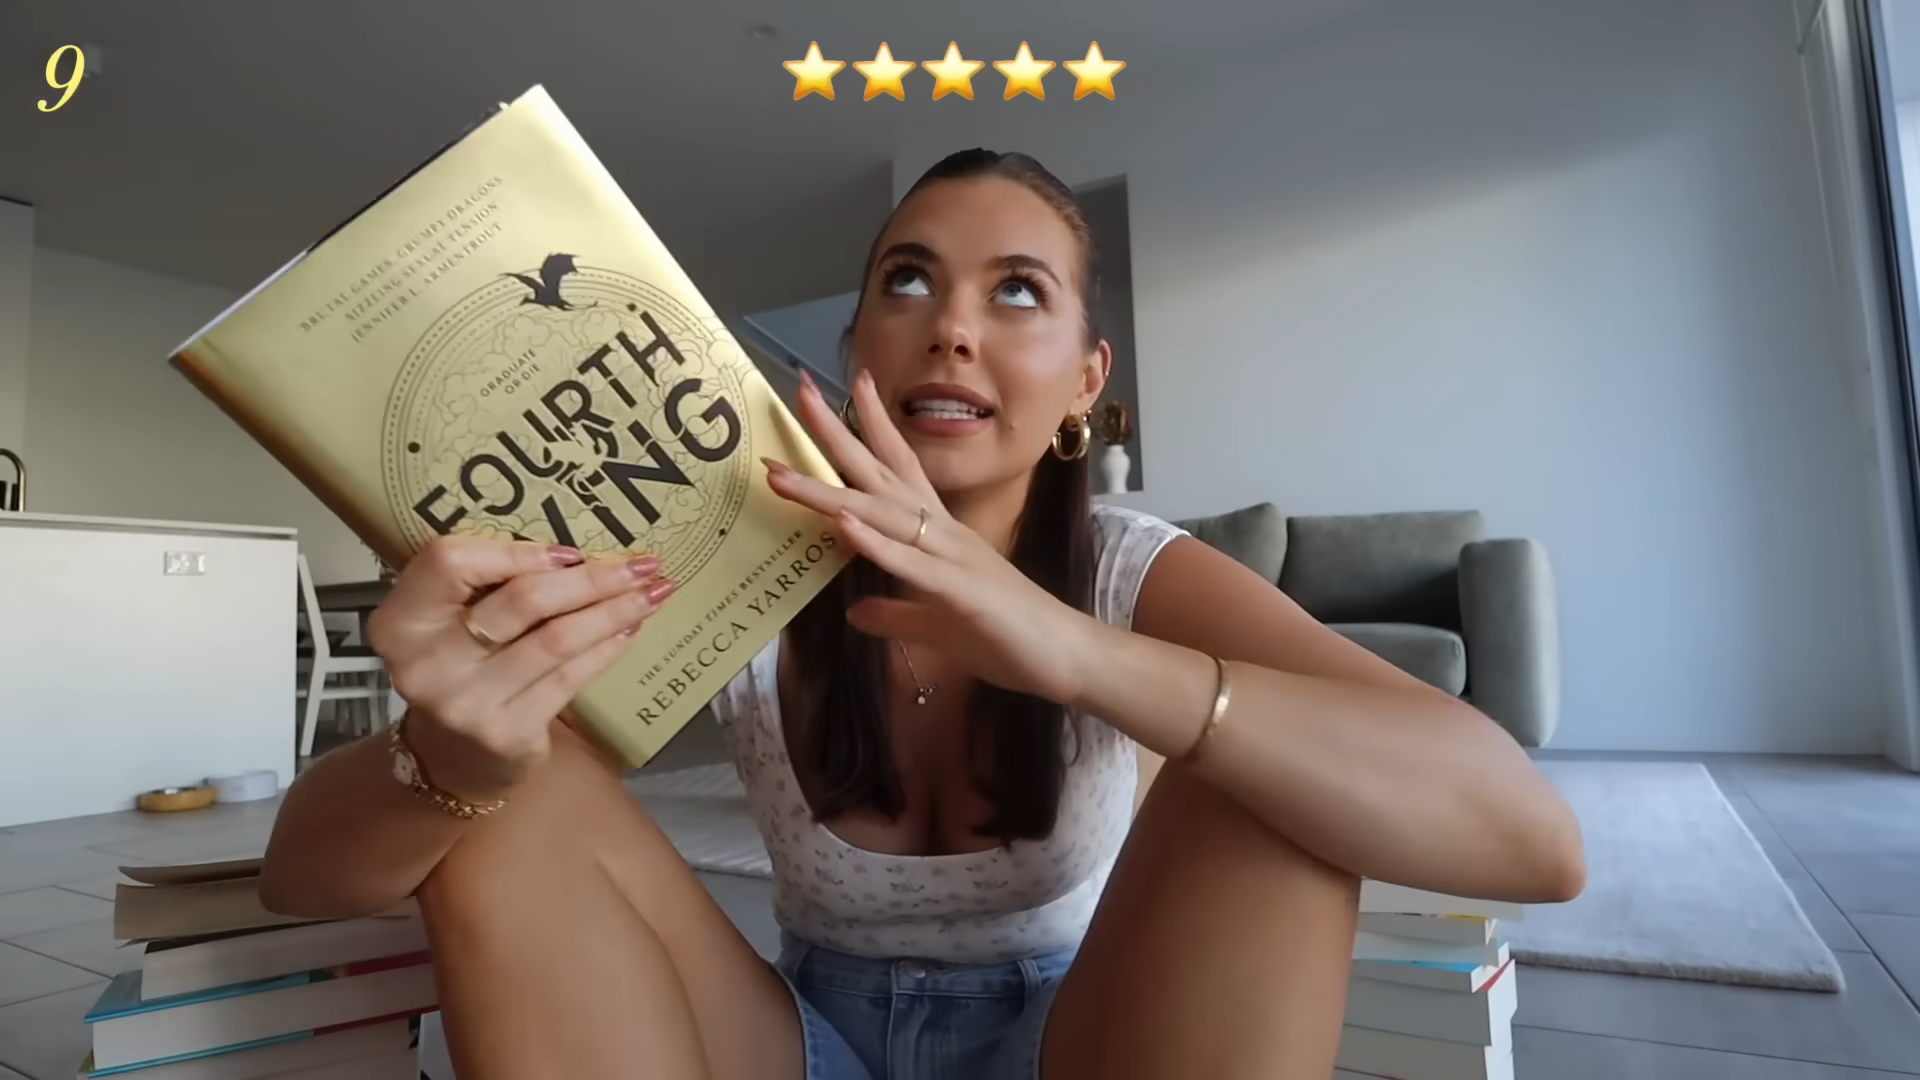 9
BRUTAL GAMES. GRUMPY DRAGONS
SIZZLING SEXUAL TENSION
JENNIFER L. ARMENTROUT
GRADUATE
OR DIE
FOURTH
WING
THE SUNDAY TIMES BESTSELLER
REBECCA YARROS